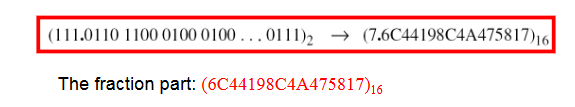 (111.0110 1100 0100 0100 . . . 0111)₂ → (7.6C44198C4A475817)₁₆
The fraction part: (6C44198C4A475817)₁₆